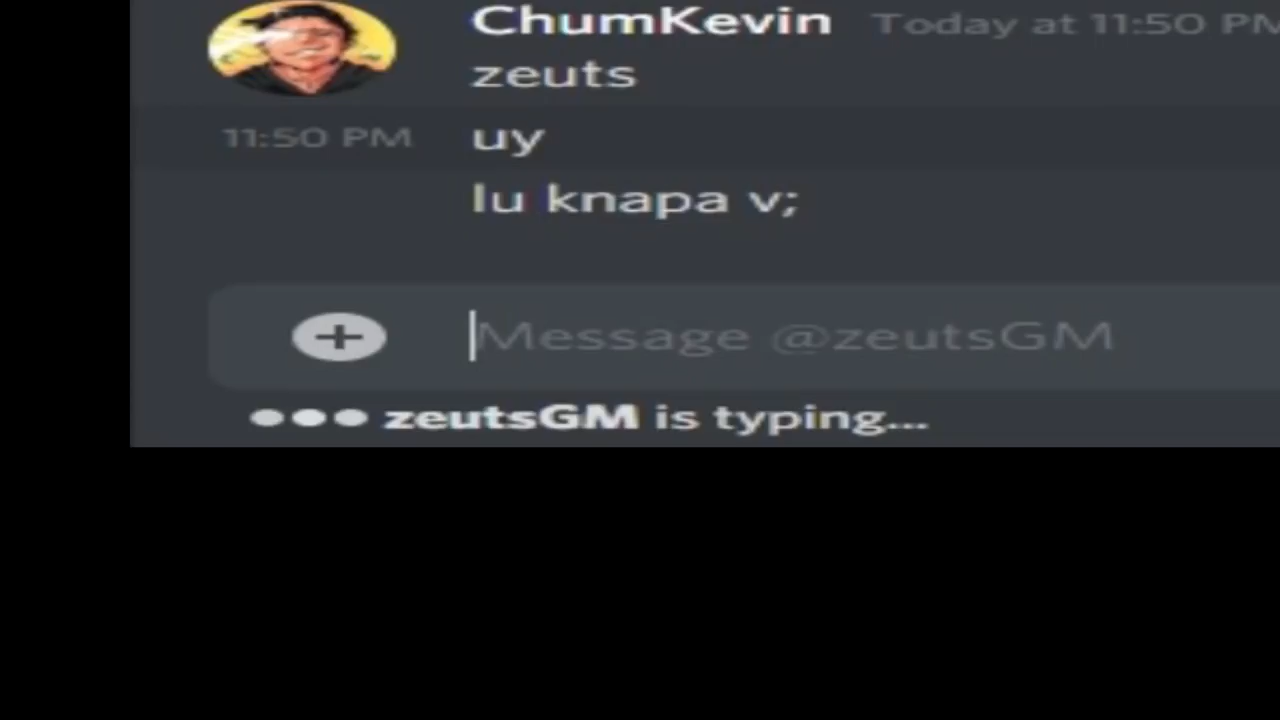 ChumKevin Today at 11:50 PM
zeuts
11:50 PM uy
lu knapa v;
Message @zeutsGM
zeutsGM is typing...